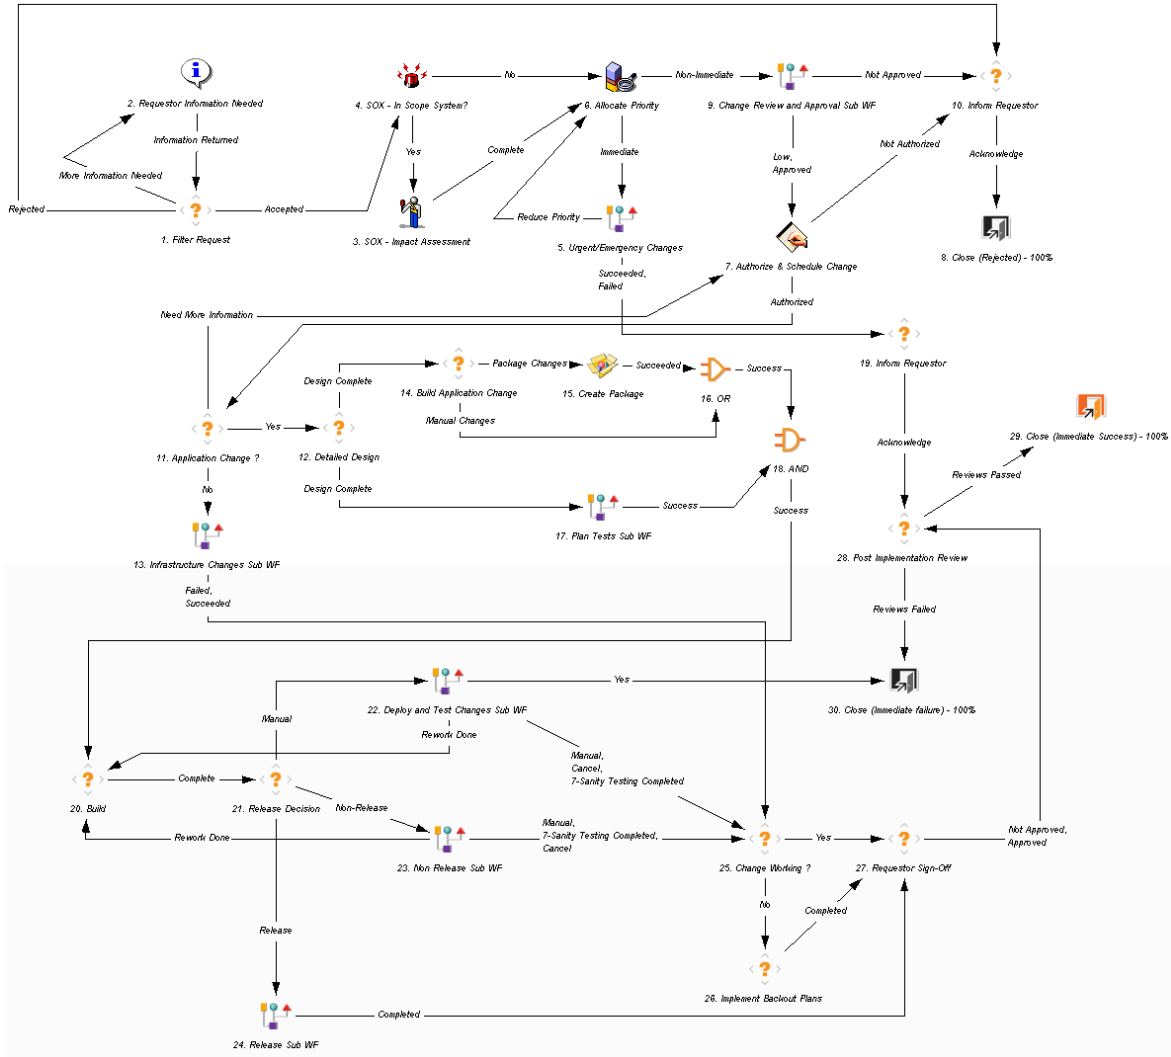 No
Non-Immediate
Not Approved
2. Requestor Information Needed
4. SOX - In Scope System?
6. Allocate Priority
9. Change Review and Approval Sub WF
10. Inform Requestor
Information Returned
Yes
Complete
Immediate
Low,
Approved
Not Authorized
Acknowledge
More Information Needed
Rejected
Accepted
Reduce Priority
1. Filter Request
3. SOX - Impact Assessment
5. Urgent/Emergency Changes
7. Authorize & Schedule Change
8. Close (Rejected) - 100%
Succeeded,
Failed
Authorized
Need More Information
19. Inform Requestor
Package Changes
Succeeded
Success
Design Complete
14. Build Application Change
15. Create Package
16. OR
Manual Changes
Yes
11. Application Change ?
12. Detailed Design
18. AND
Acknowledge
29. Close (Immediate Success) - 100%
No
Design Complete
Reviews Passed
Success
Success
17. Plan Tests Sub WF
13. Infrastructure Changes Sub WF
28. Post Implementation Review
Failed,
Succeeded
Reviews Failed
Yes
22. Deploy and Test Changes Sub WF
30. Close (Immediate failure) - 100%
Manual
Rework Done
Manual,
Cancel,
7-Sanity Testing Completed
Complete
20. Build
21. Release Decision
Non-Release
Rework Done
Manual,
7-Sanity Testing Completed,
Cancel
Yes
Not Approved,
Approved
23. Non Release Sub WF
25. Change Working ?
27. Requestor Sign-Off
No
Completed
Release
26. Implement Backout Plans
Completed
24. Release Sub WF